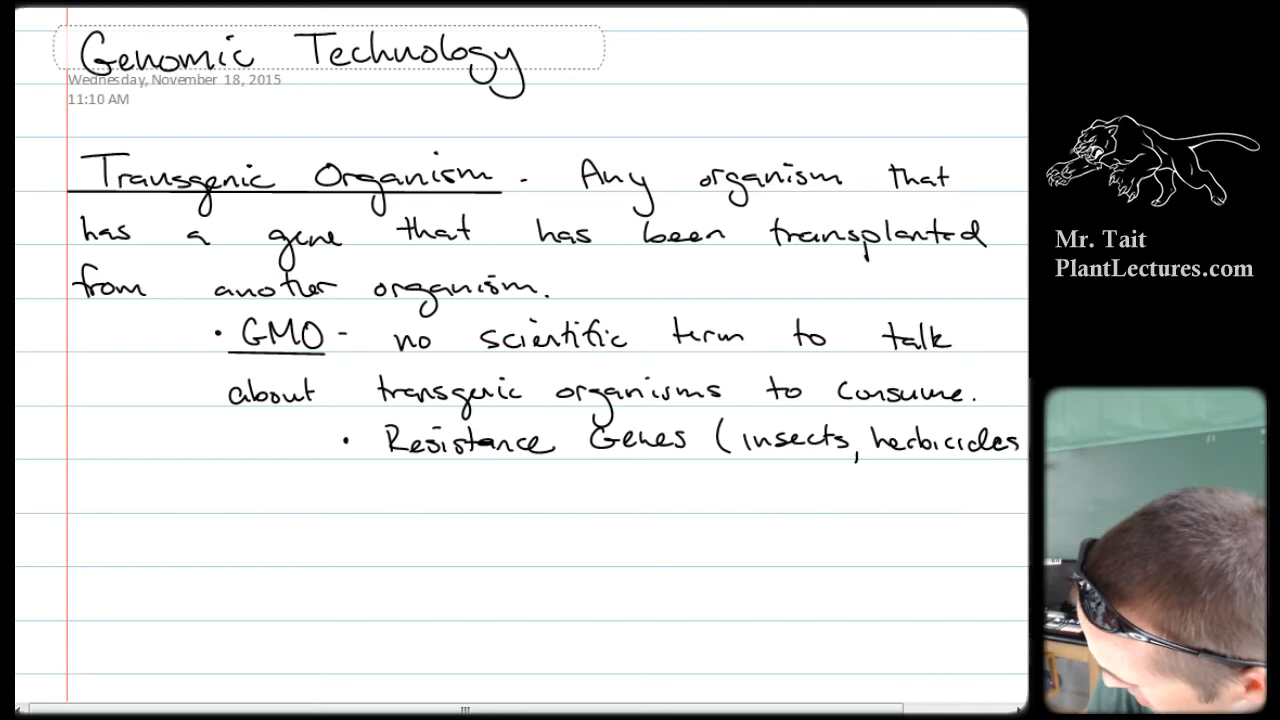 Genomic Technology
Wednesday, November 18, 2015
11:10 AM
Transgenic Organism - Any organism that
has a gene that has been transplanted
from another organism.
• GMO - no scientific term to talk
about transgenic organisms to consume.
• Resistance Genes (insects, herbicides
Mr. Tait
PlantLectures.com